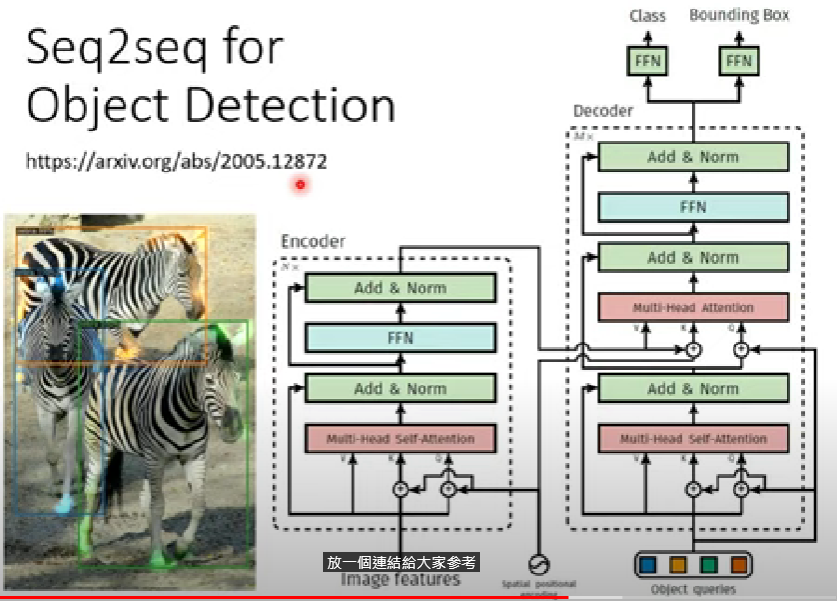 Seq2seq for
Object Detection
https://arxiv.org/abs/2005.12872
Encoder
N×
Add & Norm
FFN
Add & Norm
Multi-Head Self-Attention
V K Q
Image features
Spatial positional
encoding
Class
Bounding Box
FFN
FFN
Decoder
M×
Add & Norm
FFN
Add & Norm
Multi-Head Attention
V K Q
Add & Norm
Multi-Head Self-Attention
V K Q
Object queries
放一個連結給大家參考